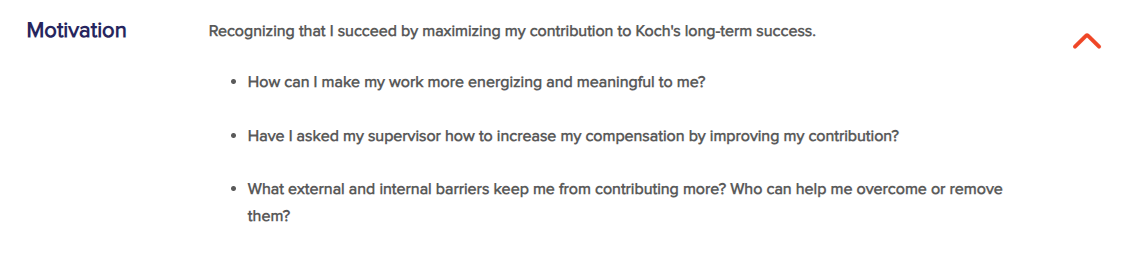 Motivation
Recognizing that I succeed by maximizing my contribution to Koch's long-term success.
• How can I make my work more energizing and meaningful to me?
• Have I asked my supervisor how to increase my compensation by improving my contribution?
• What external and internal barriers keep me from contributing more? Who can help me overcome or remove
them?